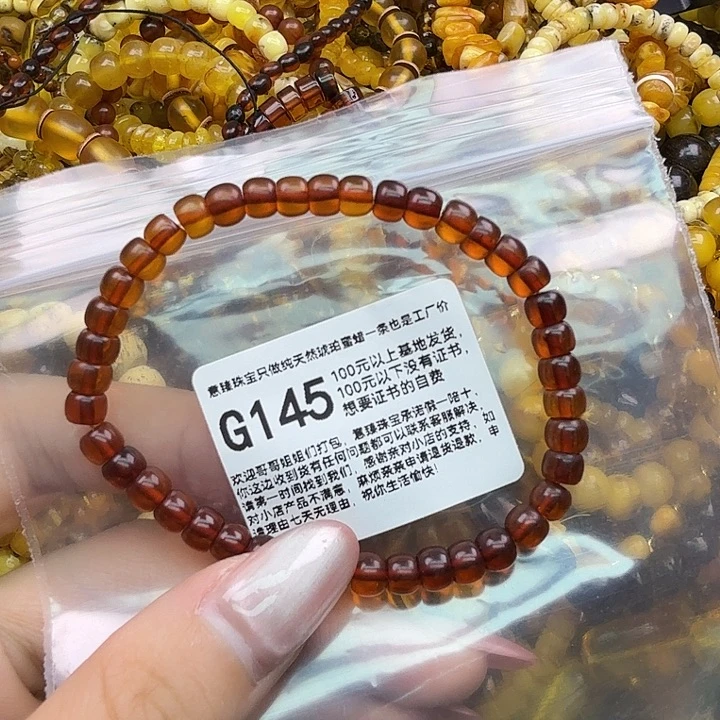 意臻珠宝只做纯天然琥珀蜜蜡一条也是工厂价
G145
100元以上基地发货,
100元以下没有证书,
想要证书的自费
欢迎哥哥姐姐们打包,意臻珠宝承诺假一赔十,
你这边收到货有任何问题都可以联系客服解决,如
请第一时间找到我们,感谢亲对小店的支持,
对小店产品不满意,麻烦亲亲申请退货退款,申
请理由七天无理由,祝你生活愉快!